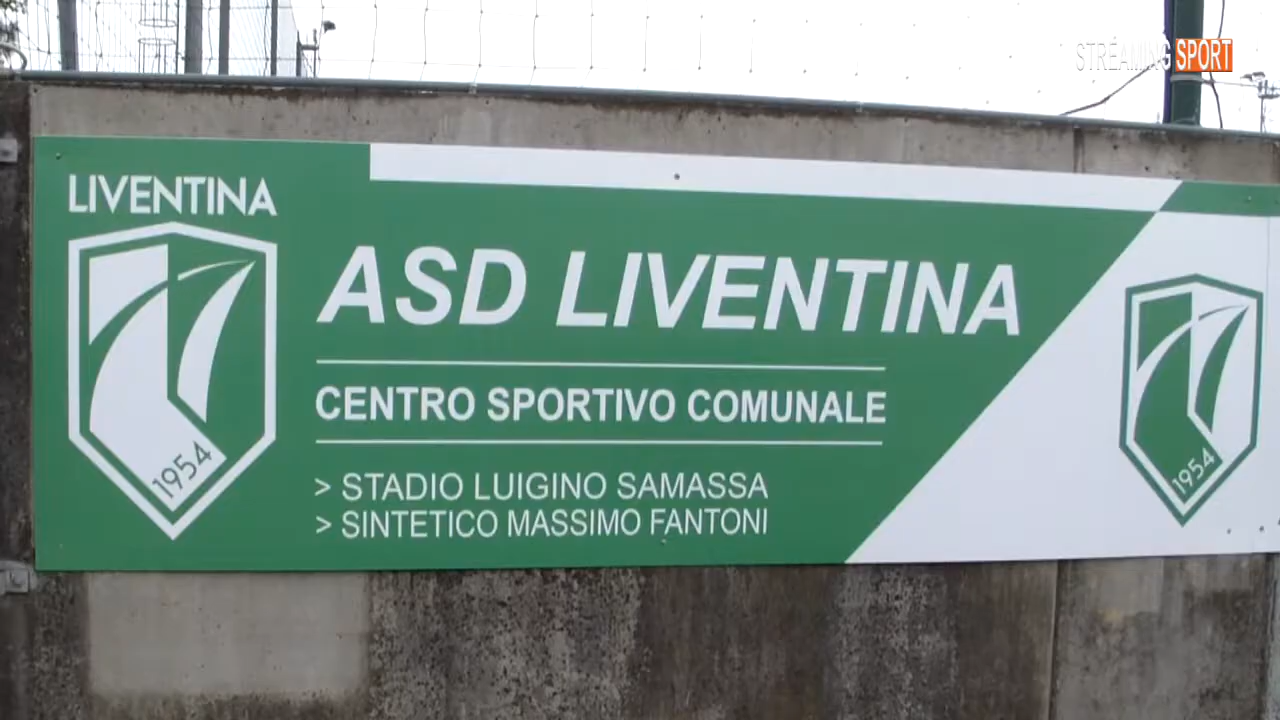 STREAMING SPORT
LIVENTINA
1954
ASD LIVENTINA
CENTRO SPORTIVO COMUNALE
> STADIO LUIGINO SAMASSA
> SINTETICO MASSIMO FANTONI
1954